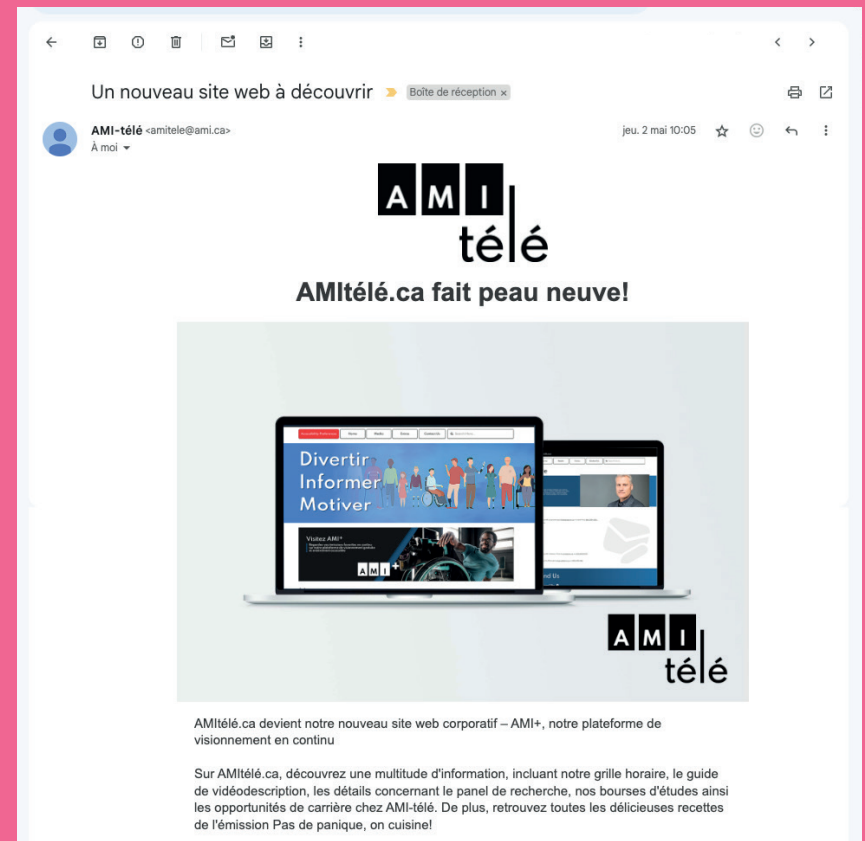 Un nouveau site web à découvrir
Boîte de réception x
AMI-télé <amitele@ami.ca>
jeu. 2 mai 10:05
À moi
AMI
télé
AMItélé.ca fait peau neuve!
Divertir
Informer
Motiver
Visitez AMI+
AMI+
AMI
télé
AMItélé.ca devient notre nouveau site web corporatif – AMI+, notre plateforme de
visionnement en continu
Sur AMItélé.ca, découvrez une multitude d'information, incluant notre grille horaire, le guide
de vidéodescription, les détails concernant le panel de recherche, nos bourses d'études ainsi
les opportunités de carrière chez AMI-télé. De plus, retrouvez toutes les délicieuses recettes
de l'émission Pas de panique, on cuisine!